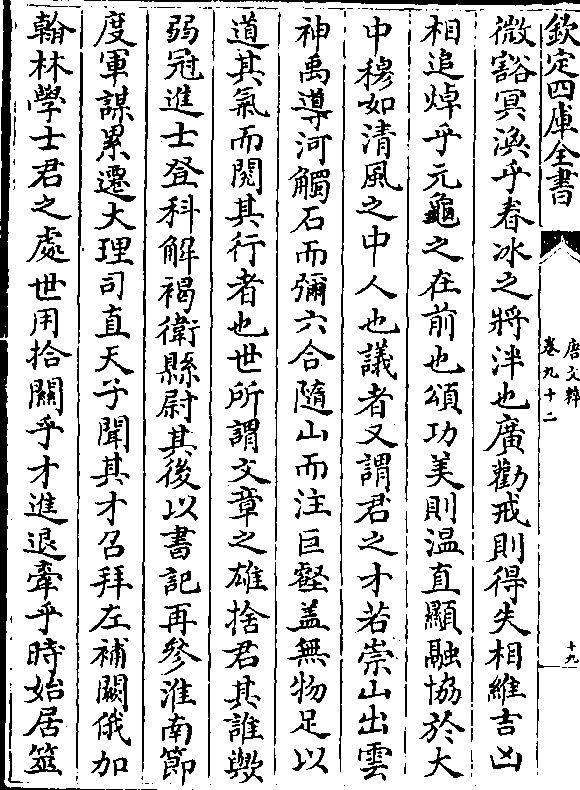 欽定四庫全書
唐文粹
卷九十二
十九
微豁冥渙乎春冰之將泮也廣勸戒則得失相維吉凶
相追焯乎元龜之在前也頌功美則温直顯融協於大
中穆如清風之中人也議者又謂君之才若崇山出雲
神禹導河觸石而彌六合隨山而注巨壑盖無物足以
道其氣而閱其行者也世所謂文章之雄捨君其誰歟
弱冠進士登科解褐衛縣尉其後以書記再參淮南節
度軍謀累遷大理司直天子聞其才召拜左補闕俄加
翰林學士君之處世用捨關乎才進退牽乎時始居筮